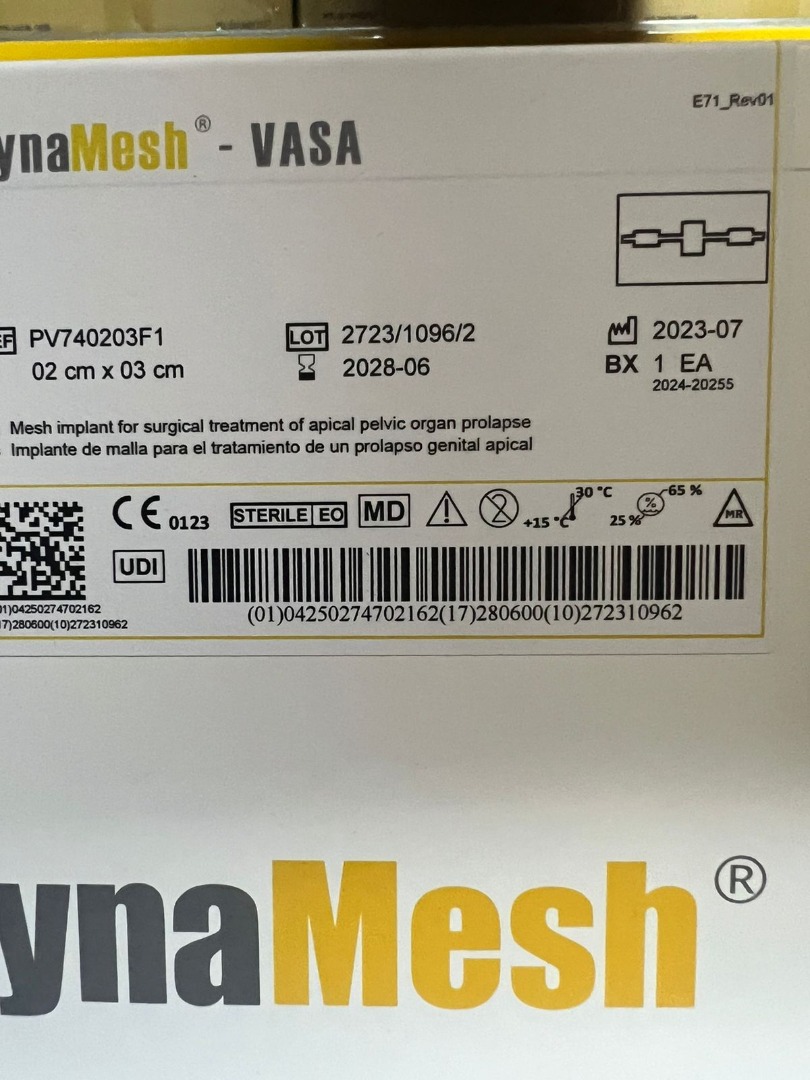 E71_Rev01
ynaMesh® - VASA
EF PV740203F1
02 cm x 03 cm
LOT 2723/1096/2
2028-06
2023-07
BX 1 EA
2024-20255
Mesh implant for surgical treatment of apical pelvic organ prolapse
Implante de malla para el tratamiento de un prolapso genital apical
CE 0123 STERILE EO MD 2 +15 °C 30 °C 25 % % 65 % MR
UDI
01)04250274702162
17)280600(10)272310962
(01)04250274702162(17)280600(10)272310962
ynaMesh®